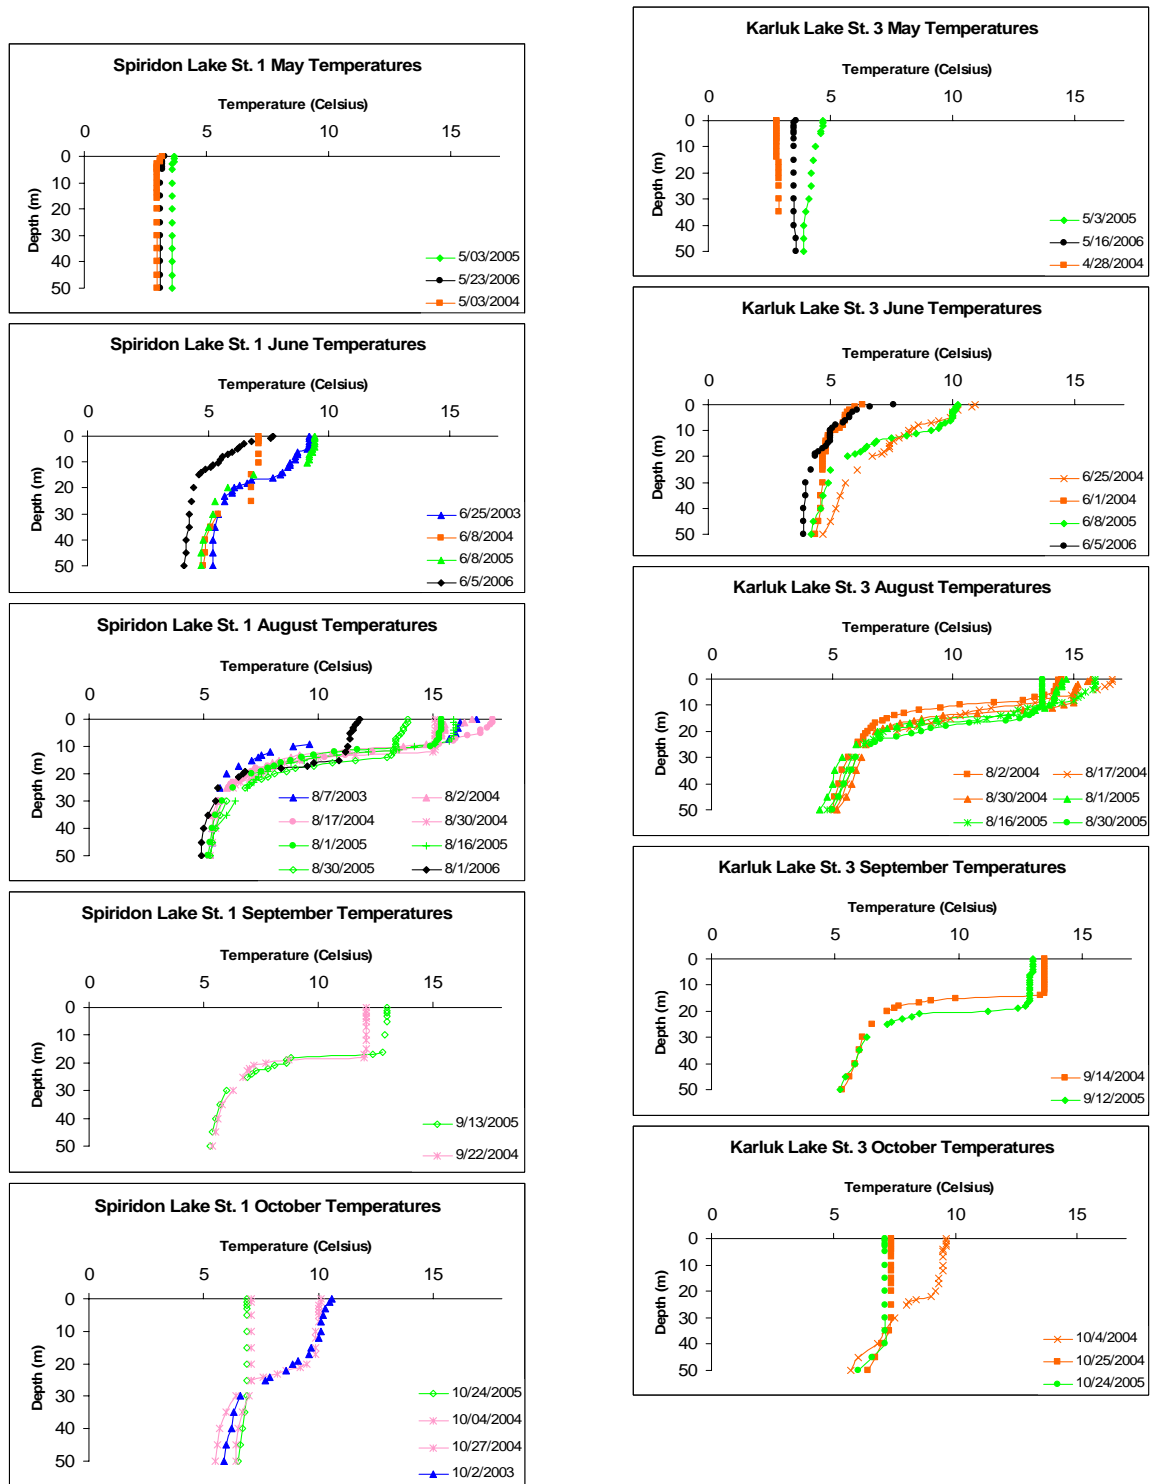 Spiridon Lake St. 1 May Temperatures
Temperature (Celsius)
0 5 10 15
Depth (m)
0
10
20
30
40
50
5/03/2005
5/23/2006
5/03/2004
Spiridon Lake St. 1 June Temperatures
Temperature (Celsius)
0 5 10 15
Depth (m)
0
10
20
30
40
50
6/25/2003
6/8/2004
6/8/2005
6/5/2006
Spiridon Lake St. 1 August Temperatures
Temperature (Celsius)
0 5 10 15
Depth (m)
0
10
20
30
40
50
8/7/2003 8/2/2004
8/17/2004 8/30/2004
8/1/2005 8/16/2005
8/30/2005 8/1/2006
Spiridon Lake St. 1 September Temperatures
Temperature (Celsius)
0 5 10 15
Depth (m)
0
10
20
30
40
50
9/13/2005
9/22/2004
Spiridon Lake St. 1 October Temperatures
Temperature (Celsius)
0 5 10 15
Depth (m)
0
10
20
30
40
50
10/24/2005
10/04/2004
10/27/2004
10/2/2003
Karluk Lake St. 3 May Temperatures
Temperature (Celsius)
0 5 10 15
Depth (m)
0
10
20
30
40
50
5/3/2005
5/16/2006
4/28/2004
Karluk Lake St. 3 June Temperatures
Temperature (Celsius)
0 5 10 15
Depth (m)
0
10
20
30
40
50
6/25/2004
6/1/2004
6/8/2005
6/5/2006
Karluk Lake St. 3 August Temperatures
Temperature (Celsius)
0 5 10 15
Depth (m)
0
10
20
30
40
50
8/2/2004 8/17/2004
8/30/2004 8/1/2005
8/16/2005 8/30/2005
Karluk Lake St. 3 September Temperatures
Temperature (Celsius)
0 5 10 15
Depth (m)
0
10
20
30
40
50
9/14/2004
9/12/2005
Karluk Lake St. 3 October Temperatures
Temperature (Celsius)
0 5 10 15
Depth (m)
0
10
20
30
40
50
10/4/2004
10/25/2004
10/24/2005